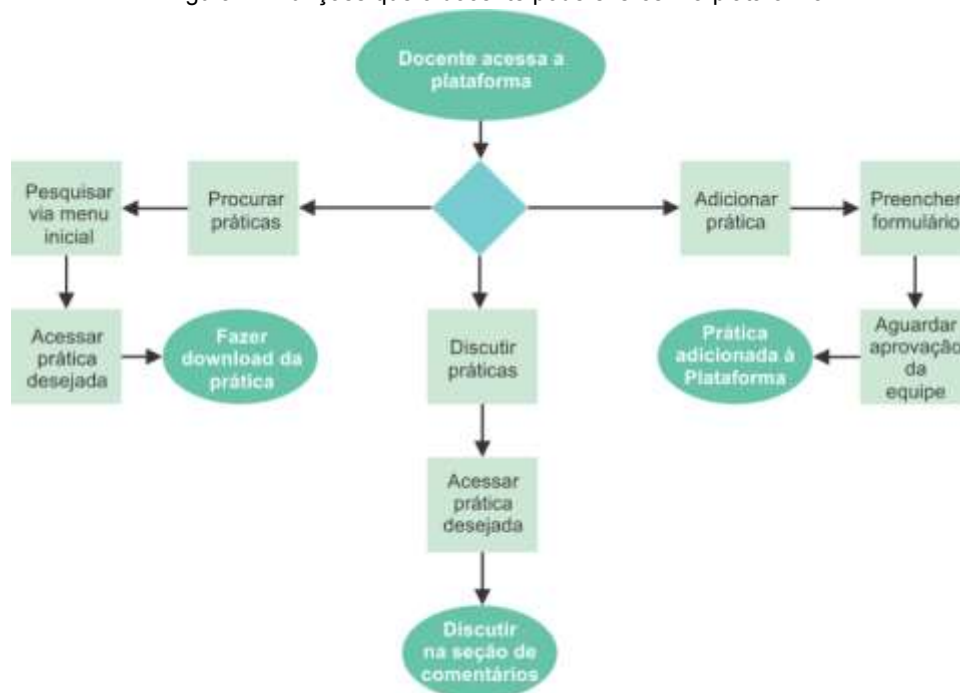 Docente acessa a
plataforma
Pesquisar
via menu
inicial
Procurar
práticas
Adicionar
prática
Preencher
formulário
Acessar
prática
desejada
Fazer
download da
prática
Discutir
práticas
Prática
adicionada à
Plataforma
Aguardar
aprovação
da
equipe
Acessar
prática
desejada
Discutir
na seção de
comentários